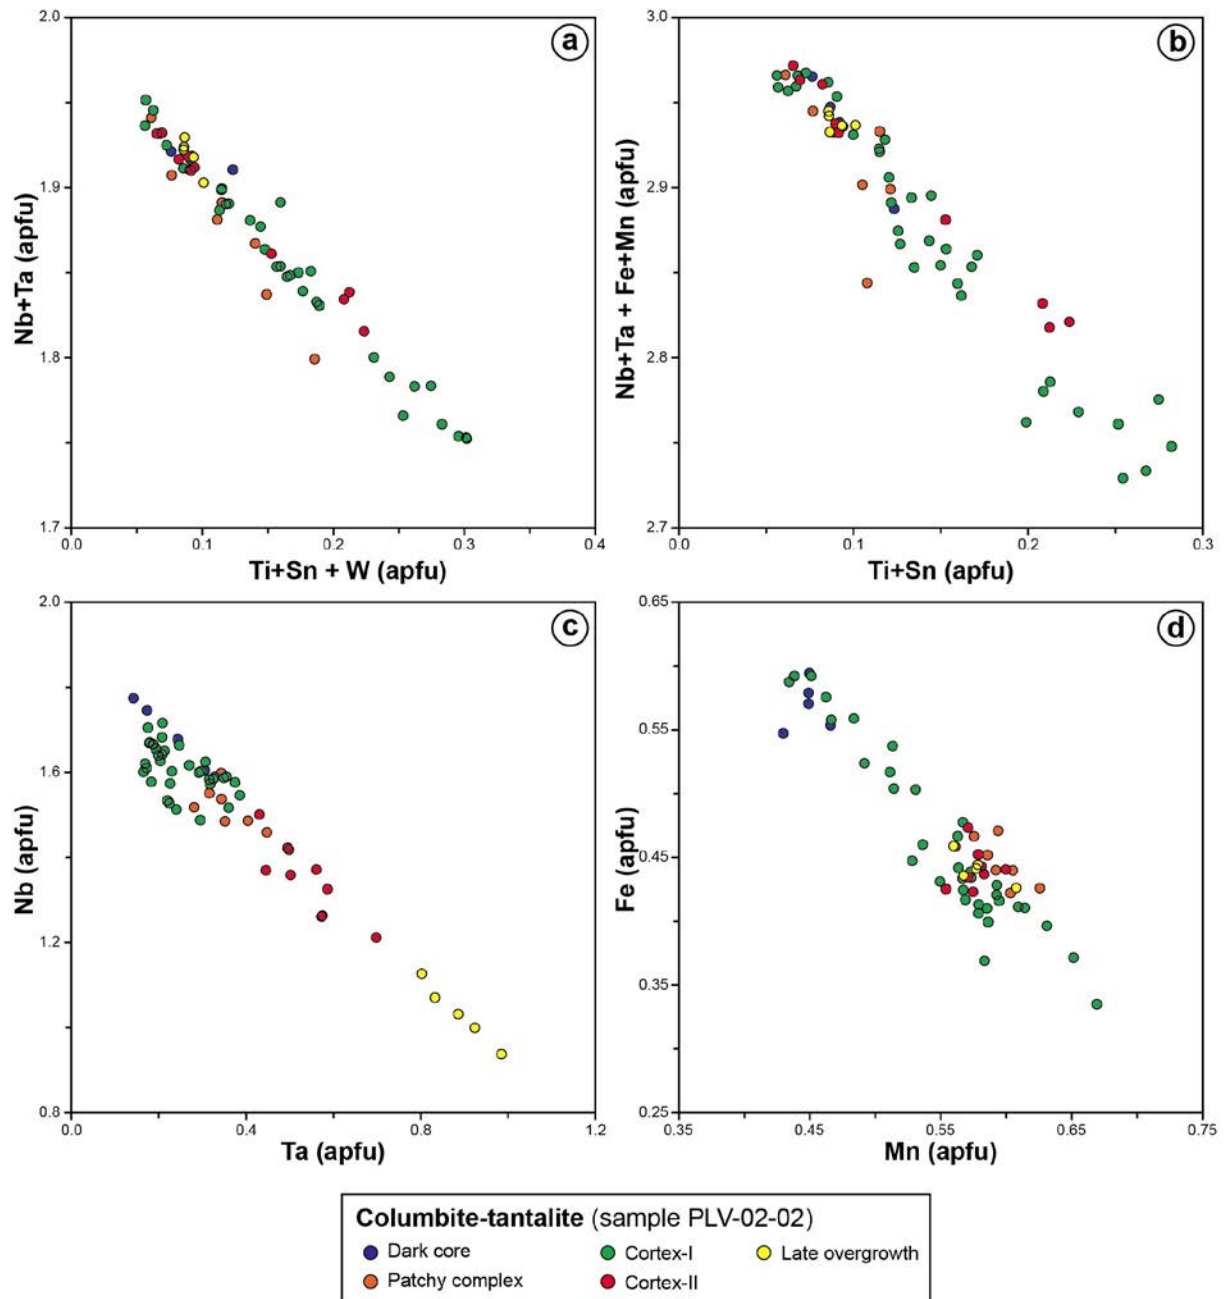 2.0
a
1.9
1.8
1.7
Nb+Ta (apfu)
0.0 0.1 0.2 0.3 0.4
Ti+Sn + W (apfu)
3.0
b
2.9
2.8
2.7
Nb+Ta + Fe+Mn (apfu)
0.0 0.1 0.2 0.3
Ti+Sn (apfu)
2.0
c
1.6
1.2
0.8
Nb (apfu)
0.0 0.4 0.8 1.2
Ta (apfu)
0.65
d
0.55
0.45
0.35
0.25
Fe (apfu)
0.35 0.45 0.55 0.65 0.75
Mn (apfu)
Columbite-tantalite (sample PLV-02-02)
Dark core Cortex-I Late overgrowth
Patchy complex Cortex-II